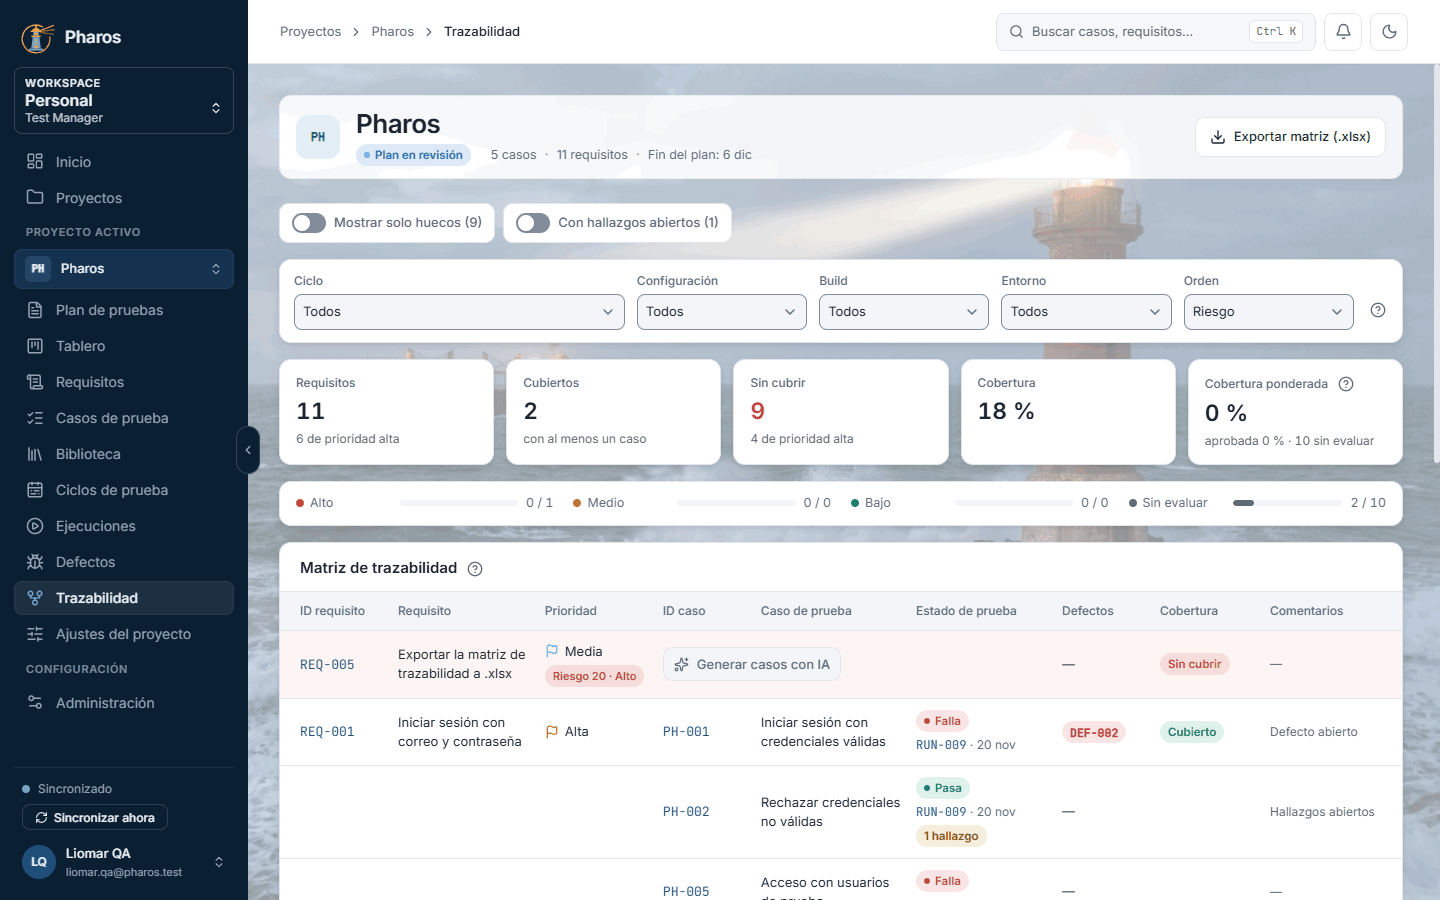 Pharos
Proyectos > Pharos > Trazabilidad
Buscar casos, requisitos...
Ctrl K
WORKSPACE
Personal
Test Manager
Inicio
Proyectos
PROYECTO ACTIVO
PH Pharos
Plan de pruebas
Tablero
Requisitos
Casos de prueba
Biblioteca
Ciclos de prueba
Ejecuciones
Defectos
Trazabilidad
Ajustes del proyecto
CONFIGURACIÓN
Administración
Sincronizado
Sincronizar ahora
LQ
Liomar QA
liomar.qa@pharos.test
PH
Pharos
Plan en revisión 5 casos · 11 requisitos · Fin del plan: 6 dic
Exportar matriz (.xlsx)
Mostrar solo huecos (9)
Con hallazgos abiertos (1)
Ciclo Configuración Build Entorno Orden
Todos Todos Todos Todos Riesgo
Requisitos
11
6 de prioridad alta
Cubiertos
2
con al menos un caso
Sin cubrir
9
4 de prioridad alta
Cobertura
18 %
Cobertura ponderada
0 %
aprobada 0 % · 10 sin evaluar
Alto 0 / 1 Medio 0 / 0 Bajo 0 / 0 Sin evaluar 2 / 10
Matriz de trazabilidad
ID requisito Requisito Prioridad ID caso Caso de prueba Estado de prueba Defectos Cobertura Comentarios
REQ-005
Exportar la matriz de
trazabilidad a .xlsx
Media
Riesgo 20 · Alto
Generar casos con IA
—
Sin cubrir
—
REQ-001
Iniciar sesión con
correo y contraseña
Alta
PH-001
Iniciar sesión con
credenciales válidas
Falla
RUN-009 · 20 nov
DEF-002
Cubierto
Defecto abierto
PH-002
Rechazar credenciales
no válidas
Pasa
RUN-009 · 20 nov
1 hallazgo
—
Hallazgos abiertos
PH-005
Acceso con usuarios
de prueba
Falla
—
—